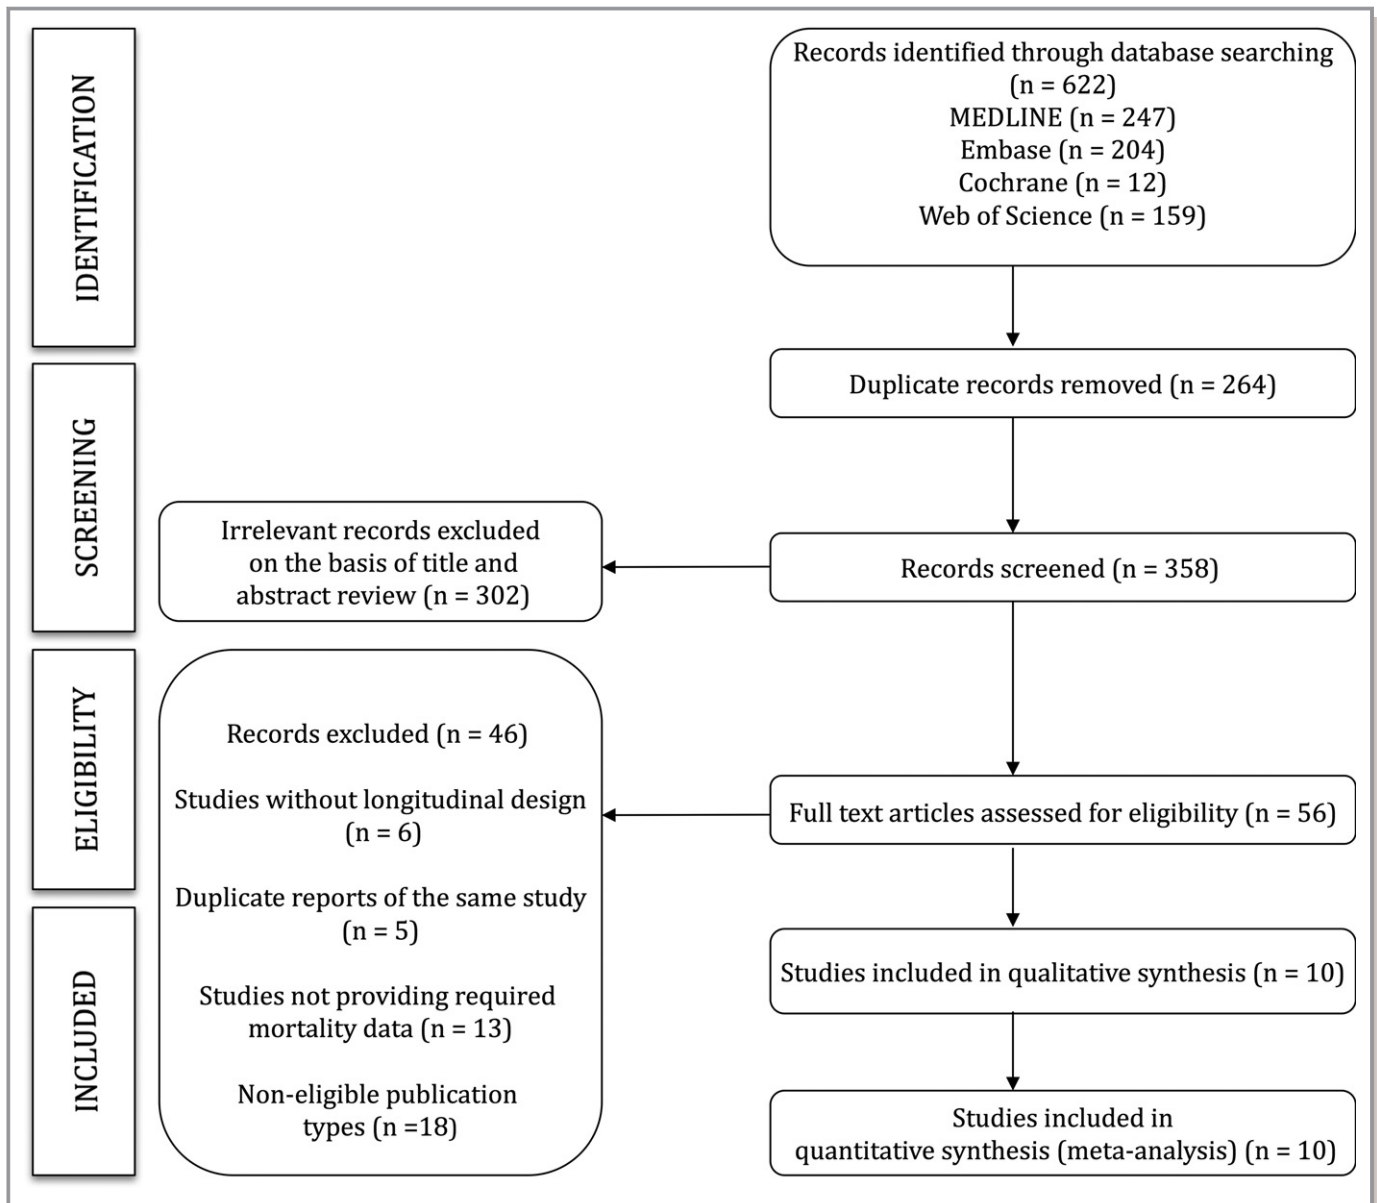 IDENTIFICATION
Records identified through database searching
(n = 622)
MEDLINE (n = 247)
Embase (n = 204)
Cochrane (n = 12)
Web of Science (n = 159)
Duplicate records removed (n = 264)
SCREENING
Records screened (n = 358)
Irrelevant records excluded
on the basis of title and
abstract review (n = 302)
ELIGIBILITY
Full text articles assessed for eligibility (n = 56)
Records excluded (n = 46)
Studies without longitudinal design
(n = 6)
Duplicate reports of the same study
(n = 5)
Studies not providing required
mortality data (n = 13)
Non-eligible publication
types (n =18)
INCLUDED
Studies included in qualitative synthesis (n = 10)
Studies included in
quantitative synthesis (meta-analysis) (n = 10)